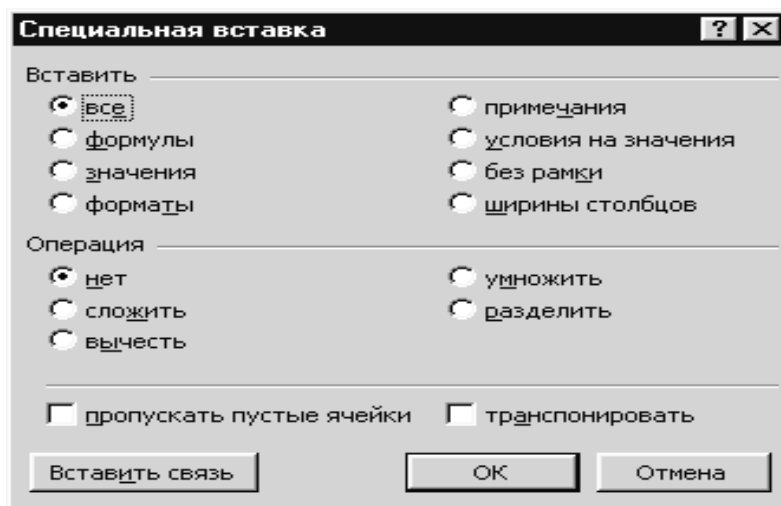 Специальная вставка
Вставить
все
примечания
формулы
условия на значения
значения
без рамки
форматы
ширины столбцов
Операция
нет
умножить
сложить
разделить
вычесть
пропускать пустые ячейки
транспонировать
Вставить связь
ОК
Отмена